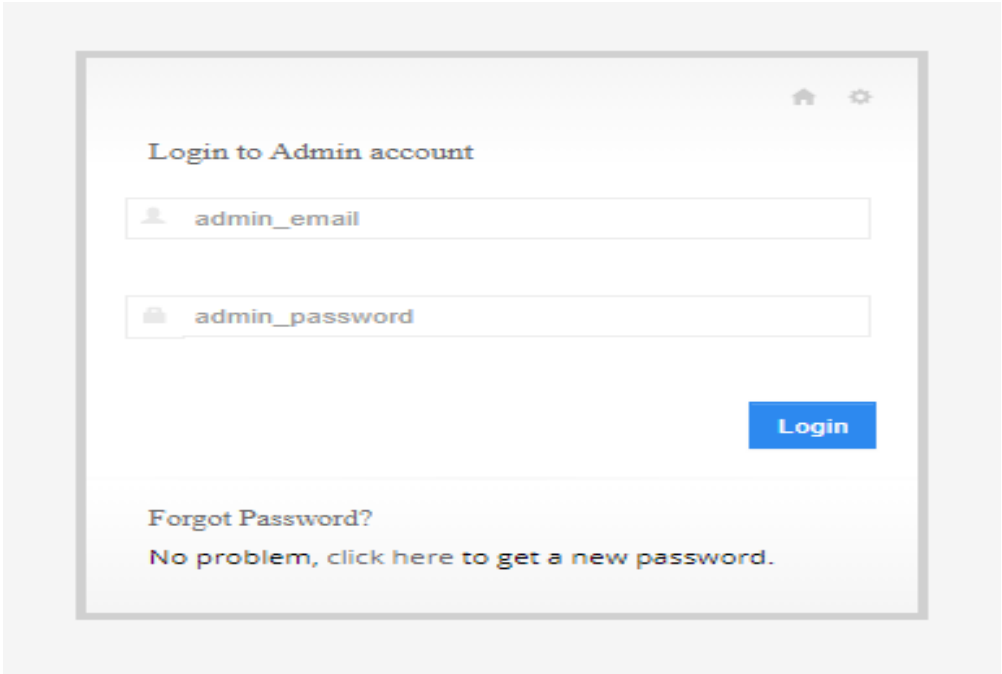 Login to Admin account
admin_email
admin_password
Login
Forgot Password?
No problem, click here to get a new password.